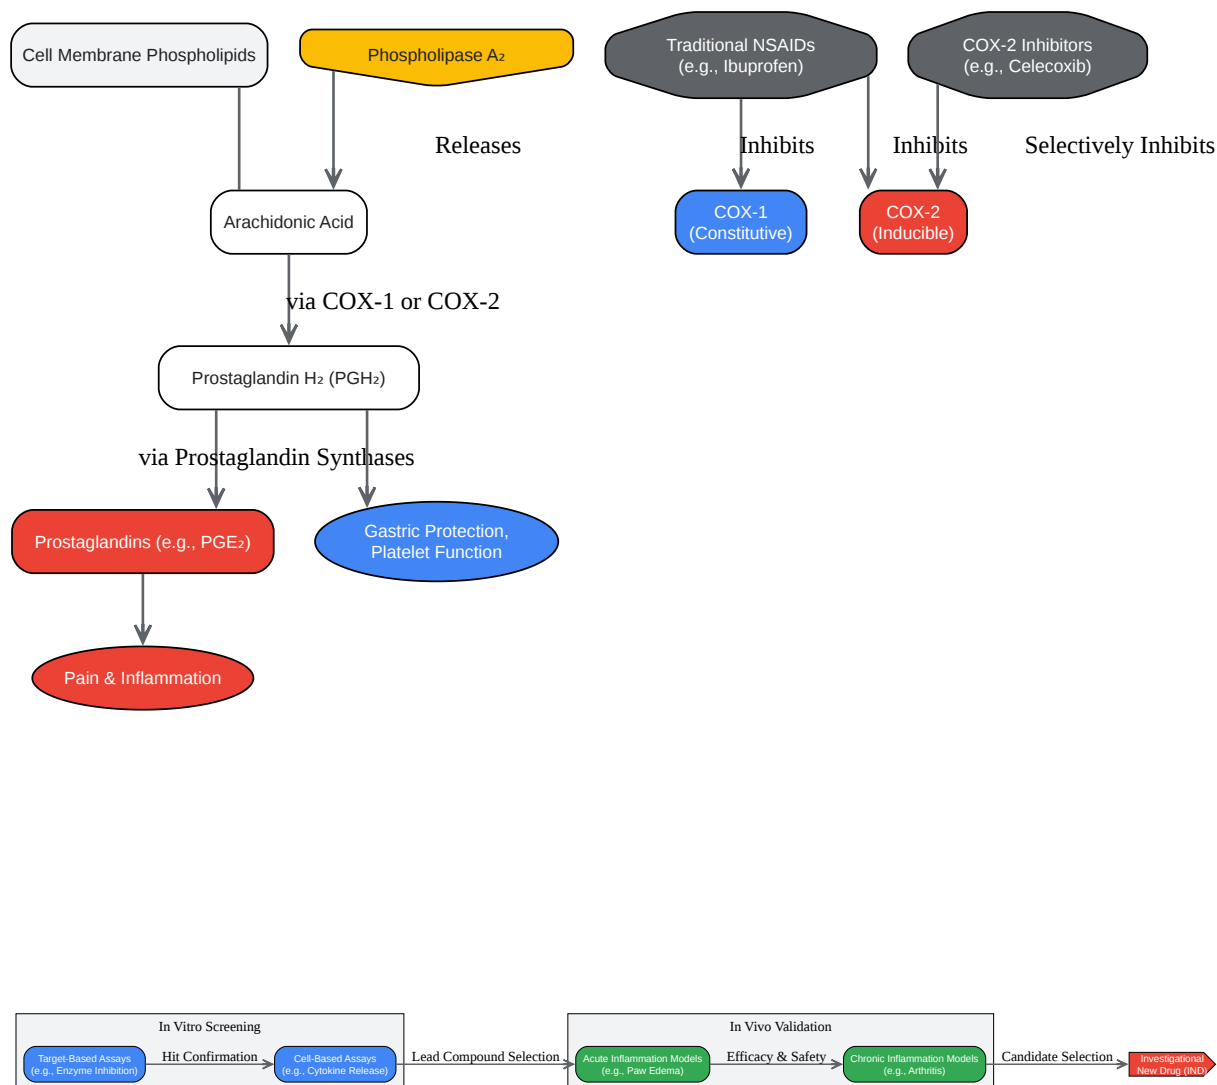 Cell Membrane Phospholipids
Phospholipase A₂
Traditional NSAIDs
(e.g., Ibuprofen)
COX-2 Inhibitors
(e.g., Celecoxib)
Releases
Inhibits
Inhibits
Selectively Inhibits
Arachidonic Acid
COX-1
(Constitutive)
COX-2
(Inducible)
via COX-1 or COX-2
Prostaglandin H₂ (PGH₂)
via Prostaglandin Synthases
Prostaglandins (e.g., PGE₂)
Gastric Protection,
Platelet Function
Pain & Inflammation
In Vitro Screening
Target-Based Assays
(e.g., Enzyme Inhibition)
Hit Confirmation
Cell-Based Assays
(e.g., Cytokine Release)
Lead Compound Selection
In Vivo Validation
Acute Inflammation Models
(e.g., Paw Edema)
Efficacy & Safety
Chronic Inflammation Models
(e.g., Arthritis)
Candidate Selection
Investigational
New Drug (IND)